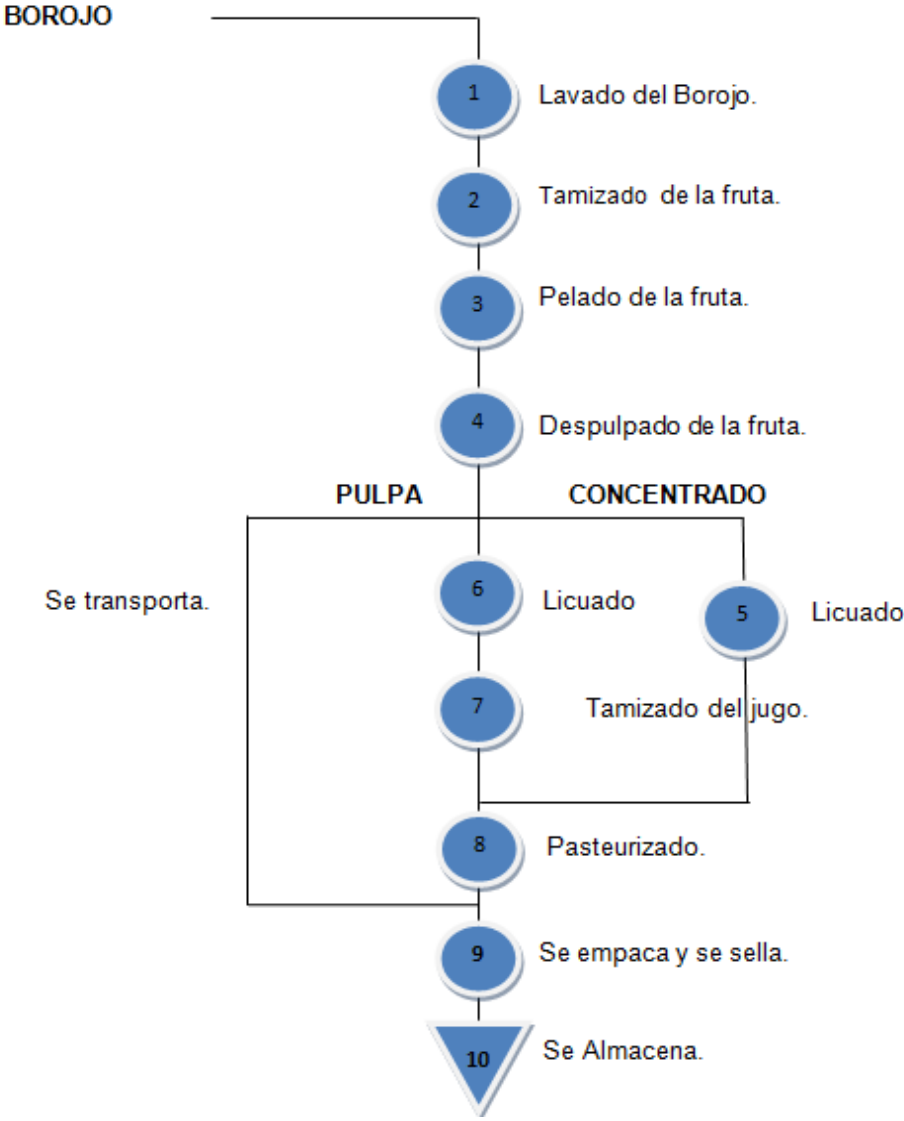 BOROJO
1 Lavado del Borojo.
2 Tamizado de la fruta.
3 Pelado de la fruta.
4 Despulpado de la fruta.
PULPA CONCENTRADO
Se transporta. 6 Licuado 5 Licuado
7 Tamizado del jugo.
8 Pasteurizado.
9 Se empaca y se sella.
10 Se Almacena.